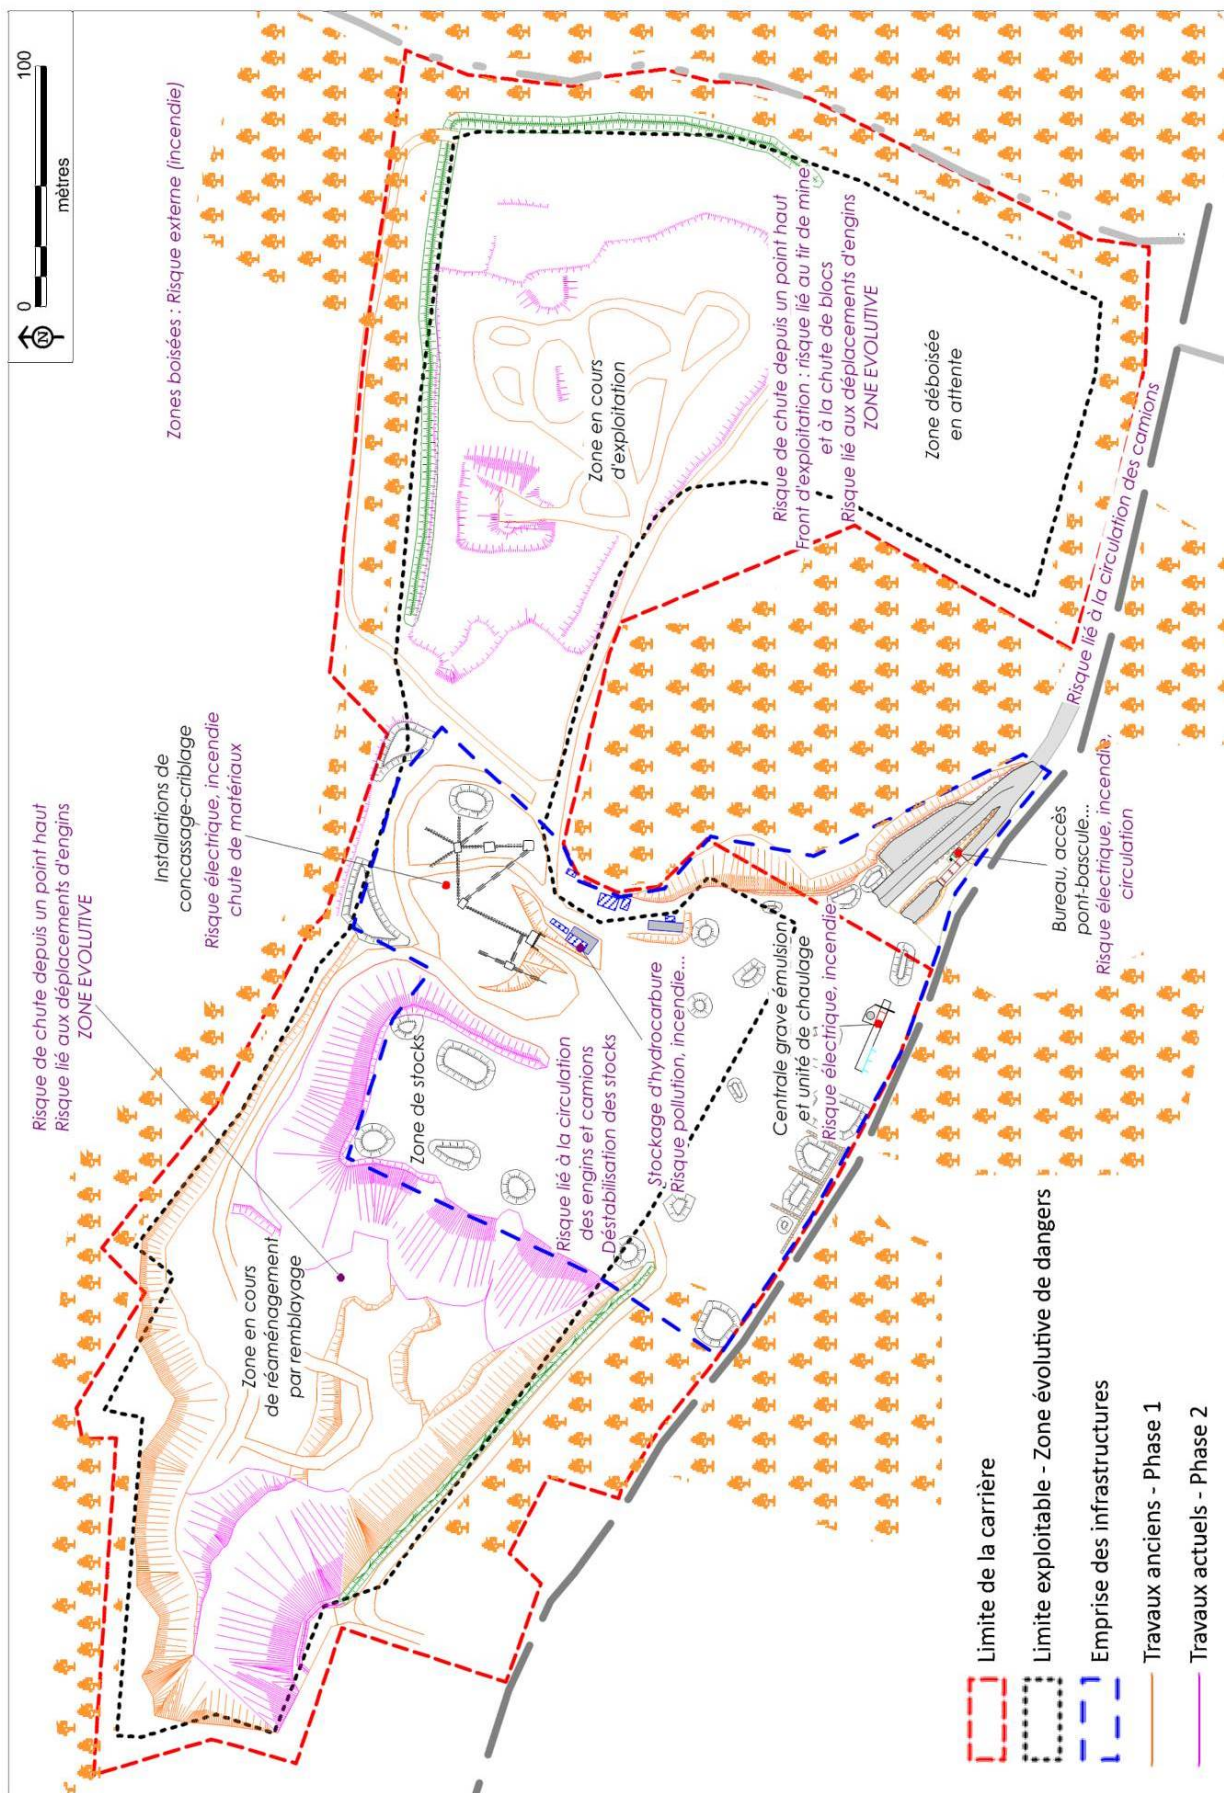 0
100
mètres
N
Zones boisées : Risque externe (incendie)
Risque de chute depuis un point haut
Risque lié aux déplacements d'engins
ZONE EVOLUTIVE
Installations de
concassage-criblage
Risque électrique, incendie
chute de matériaux
Zone en cours
d'exploitation
Zone en cours
de réaménagement
par remblayage
Zone de stocks
Risque lié à la circulation
des engins et camions
Déstabilisation des stocks
Stockage d'hydrocarbure
Risque pollution, incendie...
Centrale grave émulsion
et unité de chaulage
Risque électrique, incendie
Risque de chute depuis un point haut
Front d'exploitation : risque lié au tir de mine
et à la chute de blocs
Risque lié aux déplacements d'engins
ZONE EVOLUTIVE
Zone déboisée
en attente
Bureau, accès
pont-bascule...
Risque électrique, incendie,
circulation
Risque lié à la circulation des camions
Limite de la carrière
Limite exploitable - Zone évolutive de dangers
Emprise des infrastructures
Travaux anciens - Phase 1
Travaux actuels - Phase 2